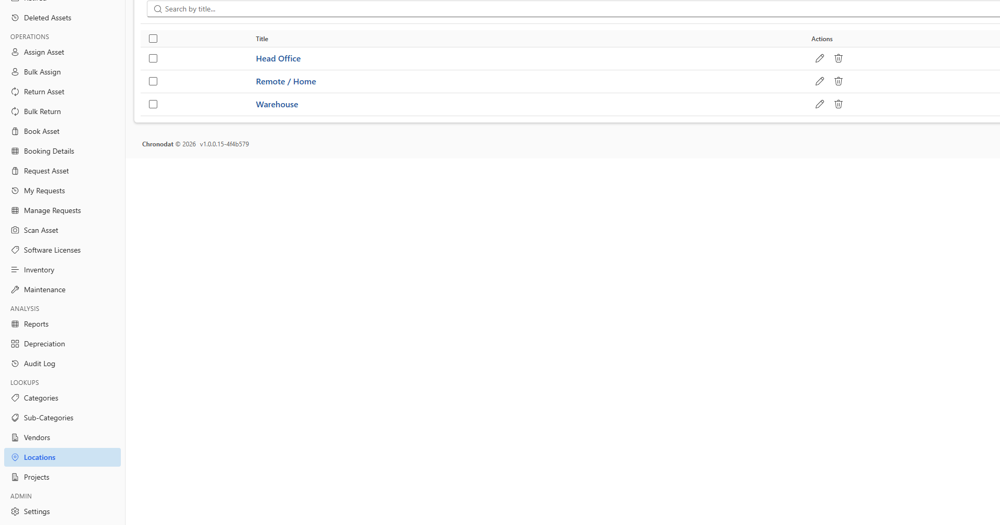 Deleted Assets
OPERATIONS
Assign Asset
Bulk Assign
Return Asset
Bulk Return
Book Asset
Booking Details
Request Asset
My Requests
Manage Requests
Scan Asset
Software Licenses
Inventory
Maintenance
ANALYSIS
Reports
Depreciation
Audit Log
LOOKUPS
Categories
Sub-Categories
Vendors
Locations
Projects
ADMIN
Settings
Search by title...
Title Actions
Head Office
Remote / Home
Warehouse
Chronodat © 2026 v1.0.0.15-4f4b579